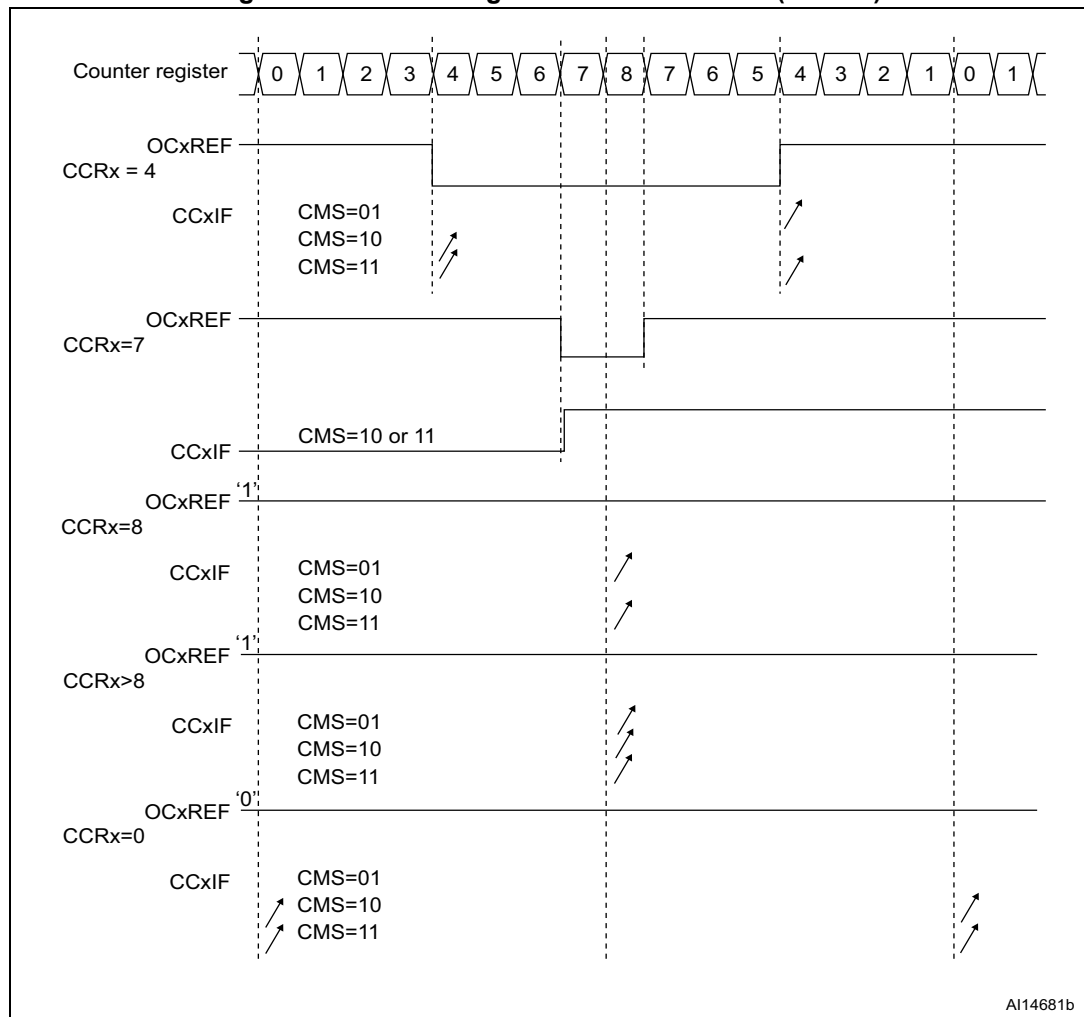 Counter register 0 1 2 3 4 5 6 7 8 7 6 5 4 3 2 1 0 1
OCxREF
CCRx = 4
CCxIF CMS=01
CMS=10
CMS=11
OCxREF
CCRx=7
CMS=10 or 11
CCxIF
OCxREF '1'
CCRx=8
CCxIF CMS=01
CMS=10
CMS=11
OCxREF '1'
CCRx>8
CCxIF CMS=01
CMS=10
CMS=11
OCxREF '0'
CCRx=0
CCxIF CMS=01
CMS=10
CMS=11
AI14681b